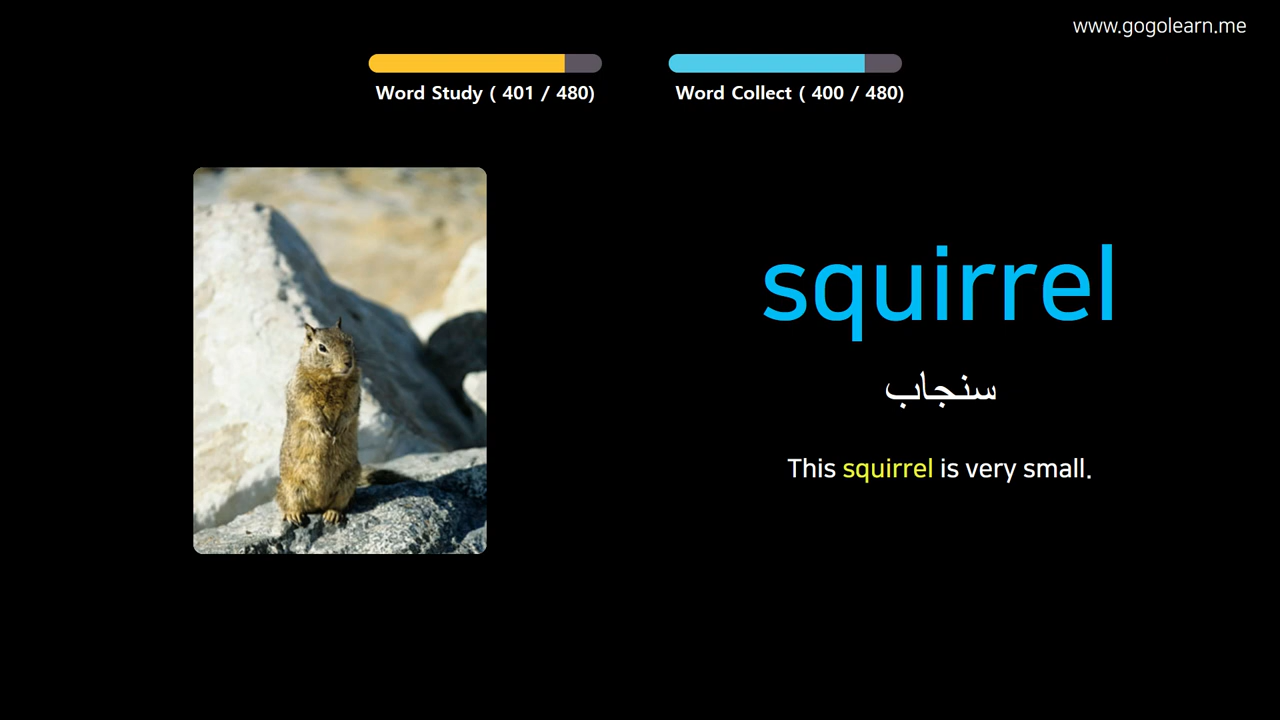 www.gogolearn.me
Word Study ( 401 / 480)
Word Collect ( 400 / 480)
squirrel
سنجاب
This squirrel is very small.